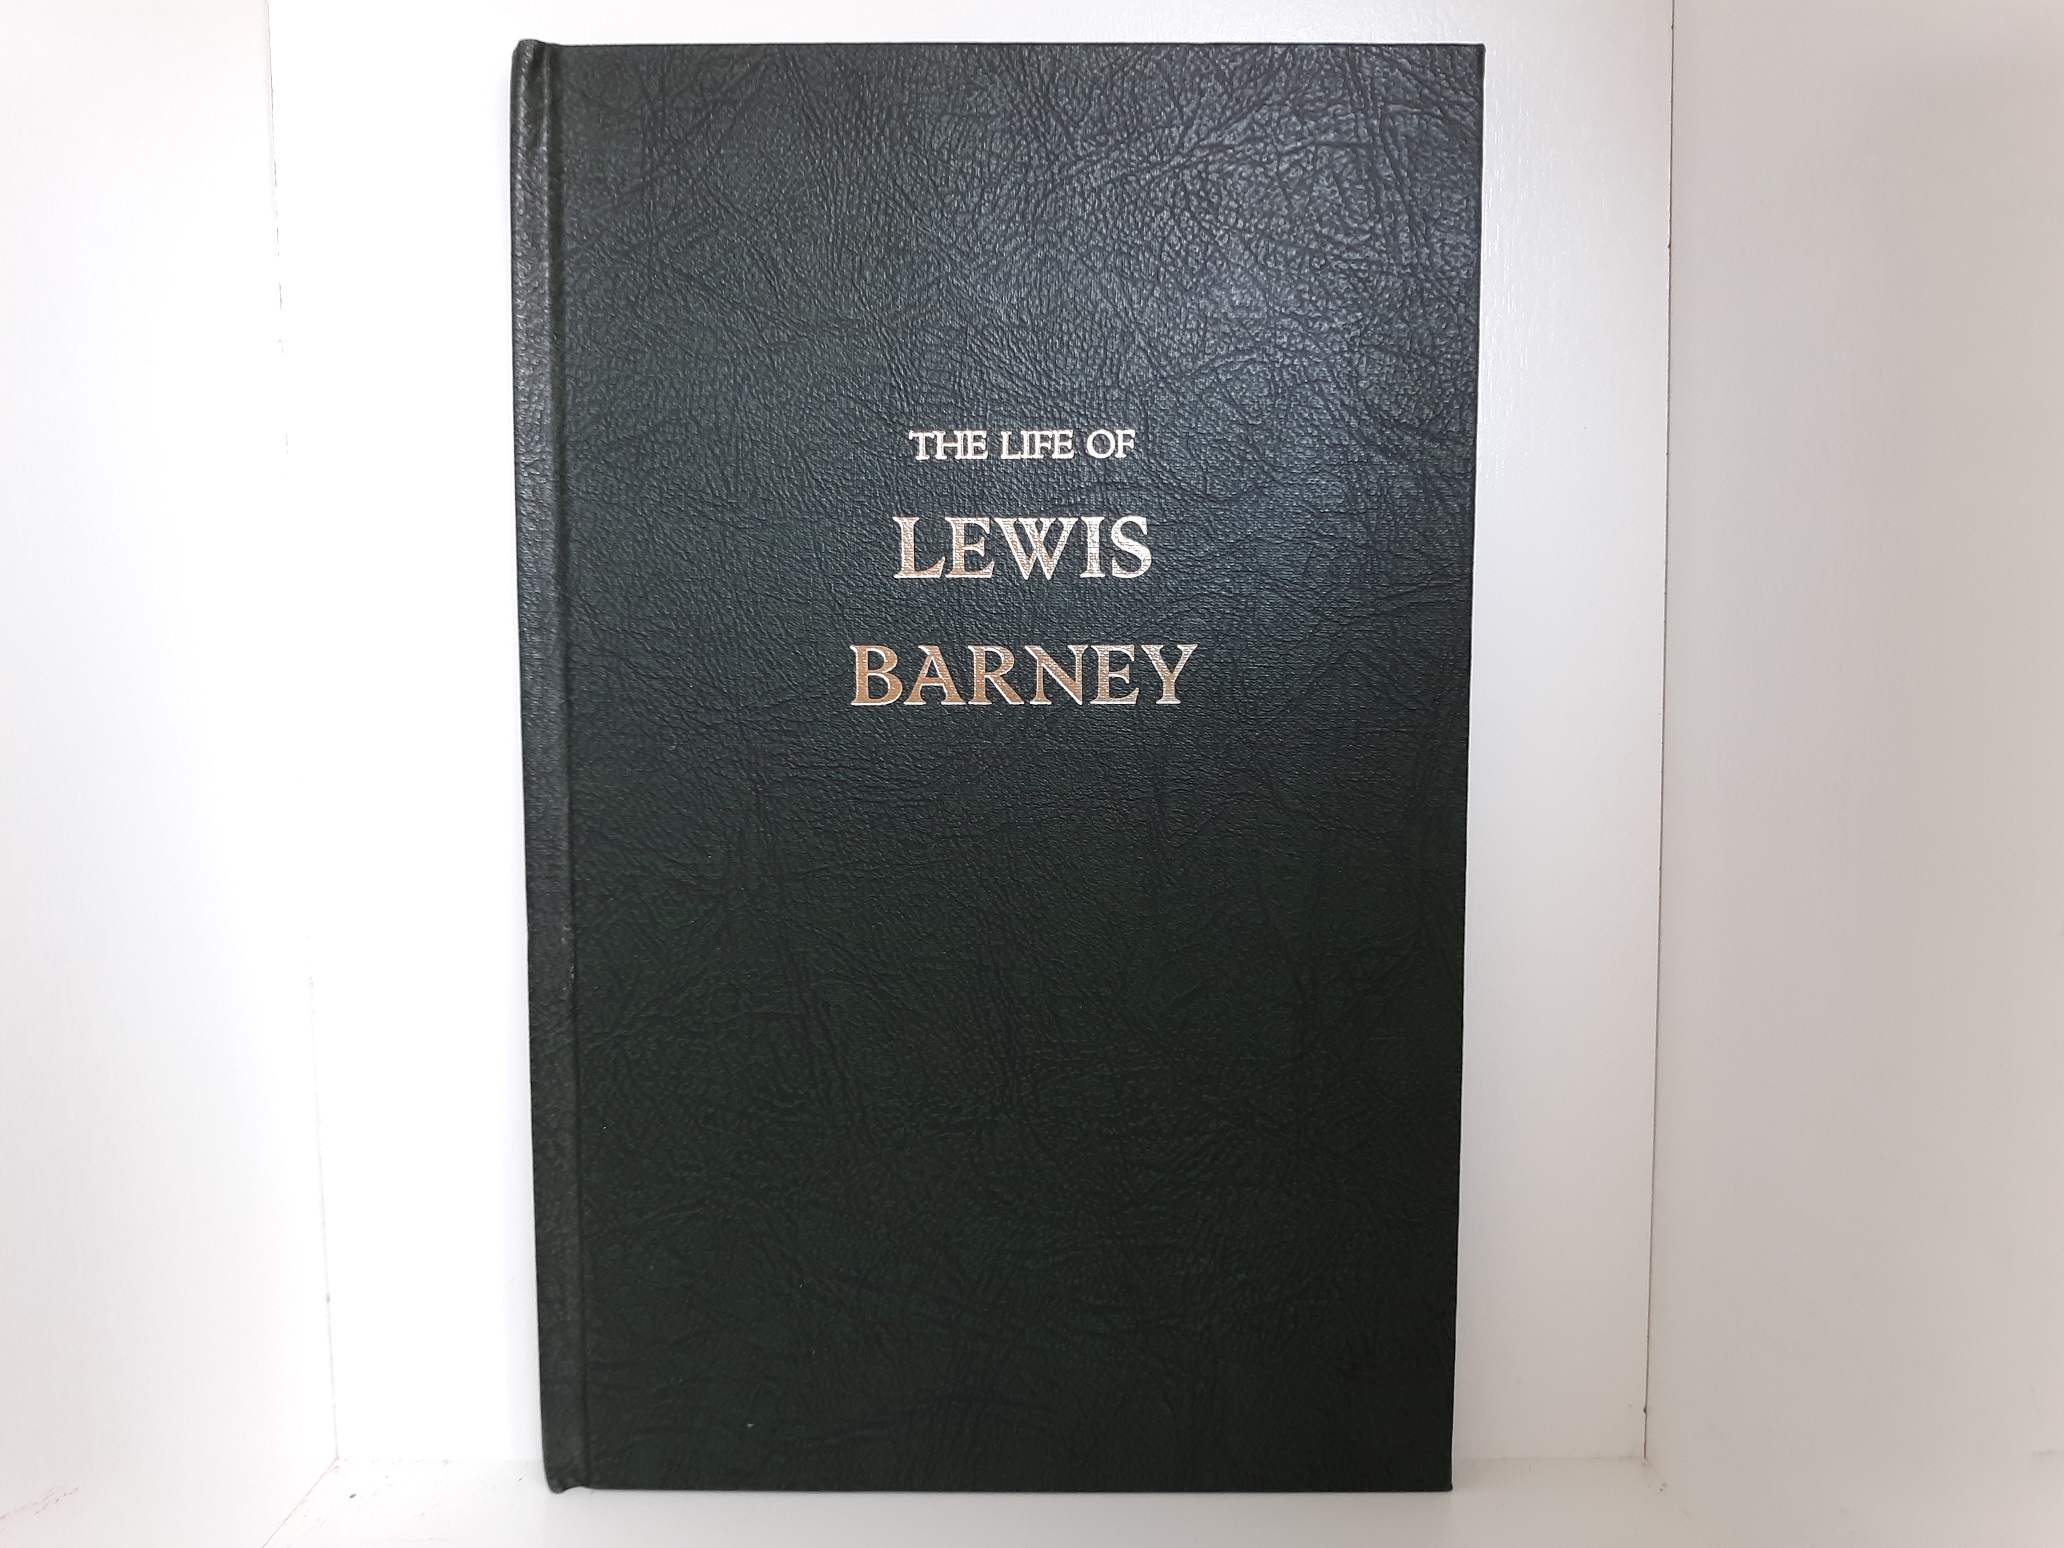 THE LIFE OF
LEWIS
BARNEY